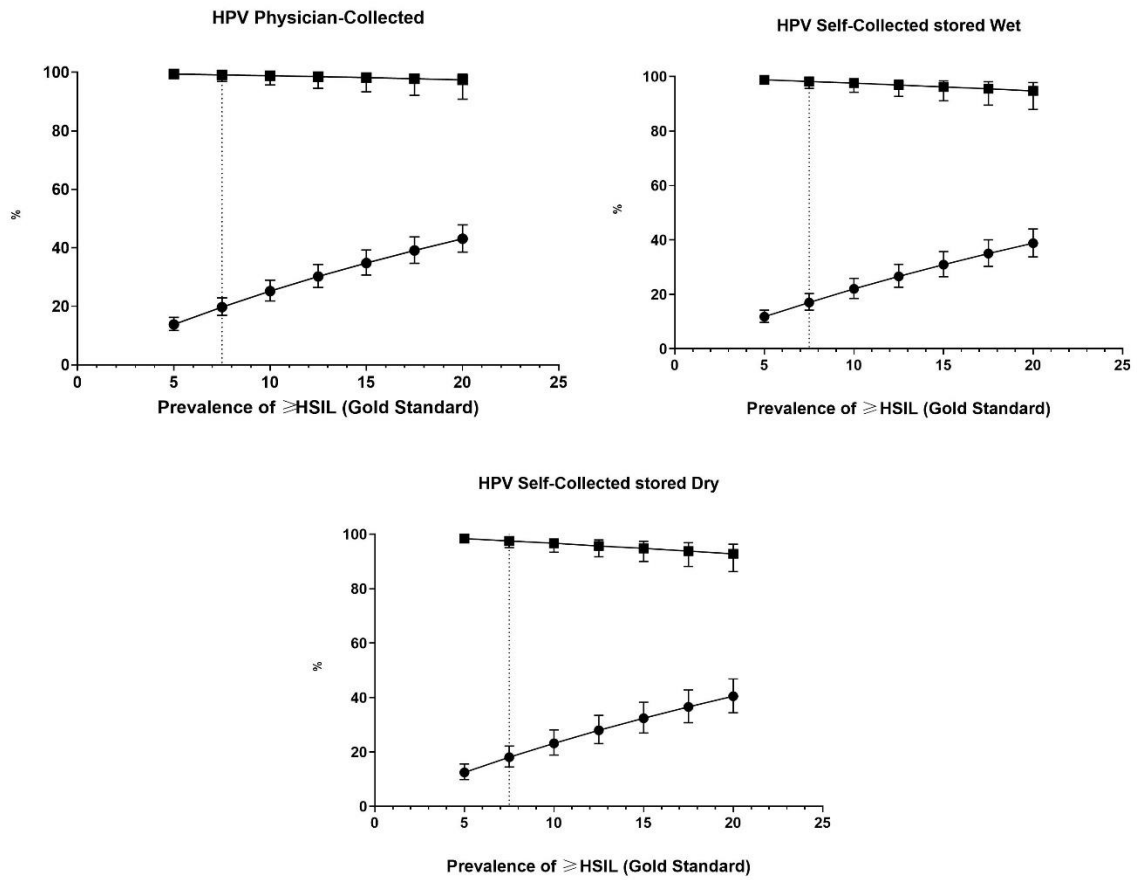 HPV Physician-Collected
100
80
60
%
40
20
0
0 5 10 15 20 25
Prevalence of ≥HSIL (Gold Standard)
HPV Self-Collected stored Wet
100
80
60
%
40
20
0
0 5 10 15 20 25
Prevalence of ≥HSIL (Gold Standard)
HPV Self-Collected stored Dry
100
80
60
%
40
20
0
0 5 10 15 20 25
Prevalence of ≥HSIL (Gold Standard)